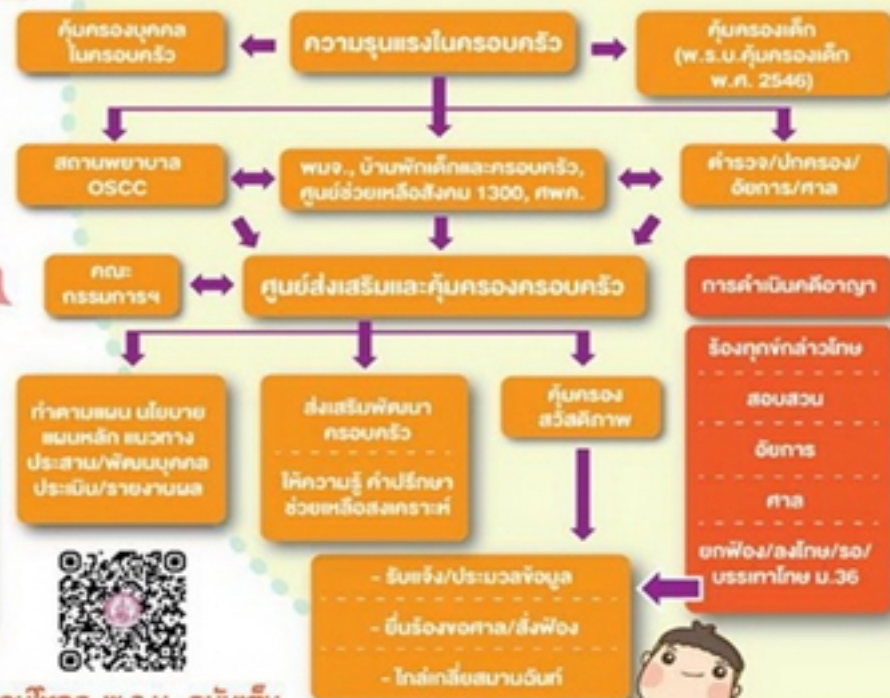 คุ้มครองบุคคล
ในครอบครัว
ความรุนแรงในครอบครัว
คุ้มครองเด็ก
(พ.ร.บ.คุ้มครองเด็ก
พ.ศ. 2546)
สถานพยาบาล
OSCC
พมจ., บ้านพักเด็กและครอบครัว,
ศูนย์ช่วยเหลือสังคม 1300, ศพค.
ตำรวจ/ปกครอง/
อัยการ/ศาล
คณะ
กรรมการฯ
ศูนย์ส่งเสริมและคุ้มครองครอบครัว
การดำเนินคดีอาญา
ร้องทุกข์กล่าวโทษ
สอบสวน
อัยการ
ศาล
ยกฟ้อง/ลงโทษ/รอ/
บรรเทาโทษ ม.36
ทำตามแผน นโยบาย
แผนหลัก แนวทาง
ประสาน/พัฒนบุคคล
ประเมิน/รายงานผล
ส่งเสริมพัฒนา
ครอบครัว
ให้ความรู้ คำปรึกษา
ช่วยเหลือสงเคราะห์
คุ้มครอง
สวัสดิภาพ
- รับแจ้ง/ประมวลข้อมูล
- ยื่นร้องขอศาล/สั่งฟ้อง
- ไกล่เกลี่ยสมานฉันท์